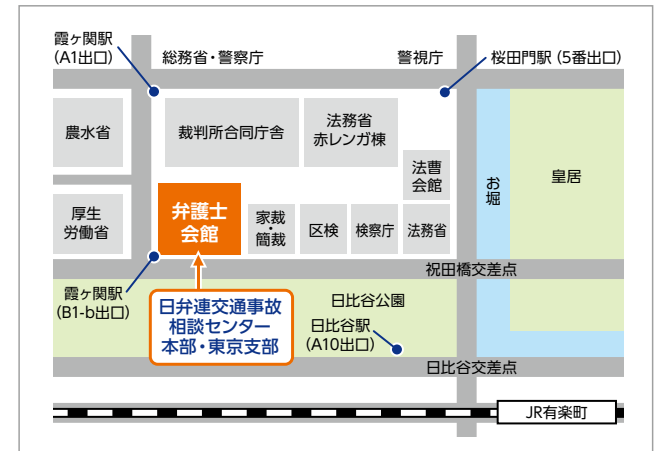 霞ヶ関駅
(A1出口)
総務省・警察庁
警視庁
桜田門駅 (5番出口)
農水省
裁判所合同庁舎
法務省
赤レンガ棟
法曹
会館
お堀
皇居
厚生
労働省
弁護士
会館
家裁
・
簡裁
区検
検察庁
法務省
祝田橋交差点
霞ヶ関駅
(B1-b出口)
日弁連交通事故
相談センター
本部・東京支部
日比谷公園
日比谷駅
(A10出口)
日比谷交差点
JR有楽町